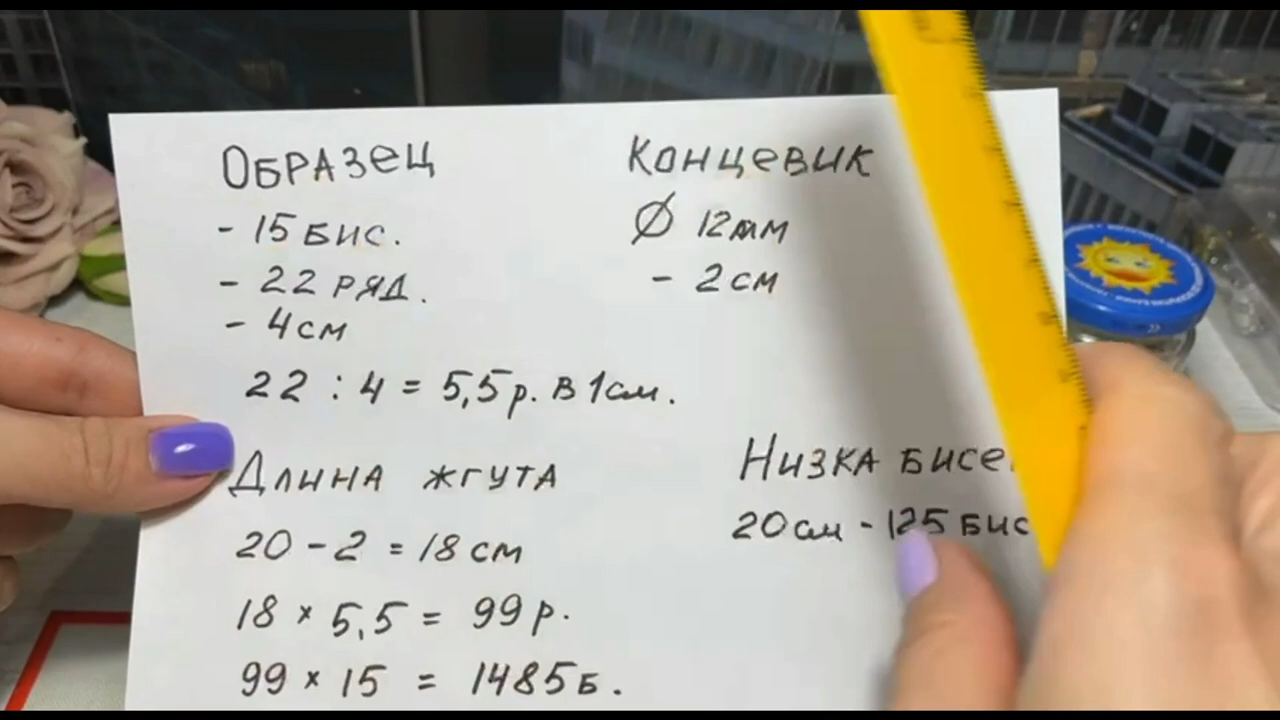 ОБРАЗЕЦ
- 15 БИС.
- 22 РЯД.
- 4 см
22 : 4 = 5,5 р. в 1 см.
КОНЦЕВИК
Ø 12 мм
- 2 см
ДЛИНА ЖГУТА
20 - 2 = 18 см
18 × 5,5 = 99 р.
99 × 15 = 1485 Б.
НИЗКА
20 см - 125 БИС